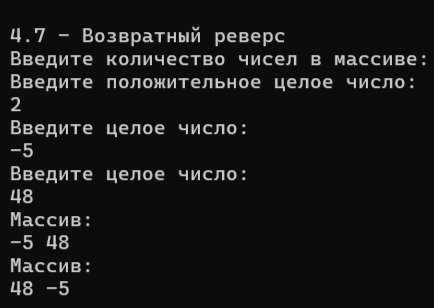 4.7 - Возвратный реверс
Введите количество чисел в массиве:
Введите положительное целое число:
2
Введите целое число:
-5
Введите целое число:
48
Массив:
-5 48
Массив:
48 -5